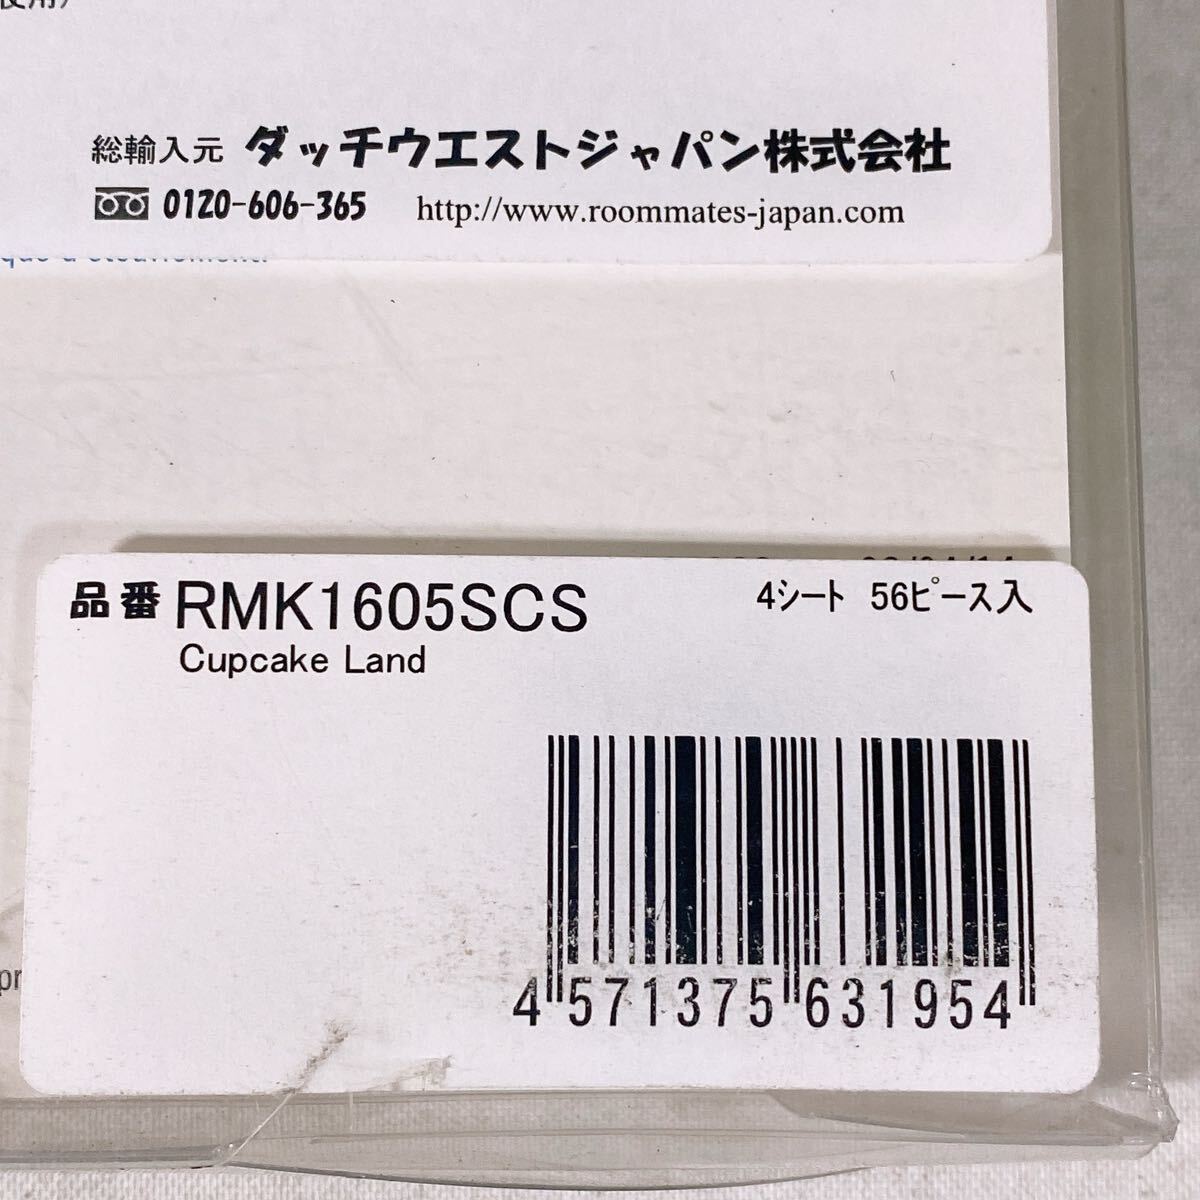 総輸入元 ダッチウエストジャパン株式会社
0120-606-365 http://www.roommates-japan.com
品番 RMK1605SCS 4シート 56ピース入
Cupcake Land
4 571375 631954